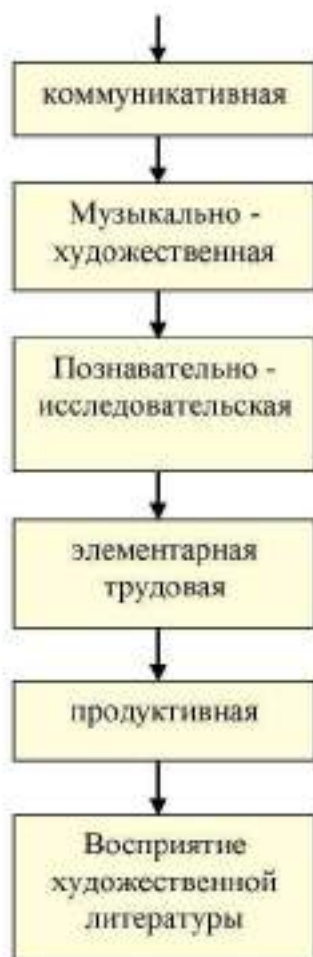 коммуникативная
Музыкально -
художественная
Познавательно -
исследовательская
элементарная
трудовая
продуктивная
Восприятие
художественной
литературы